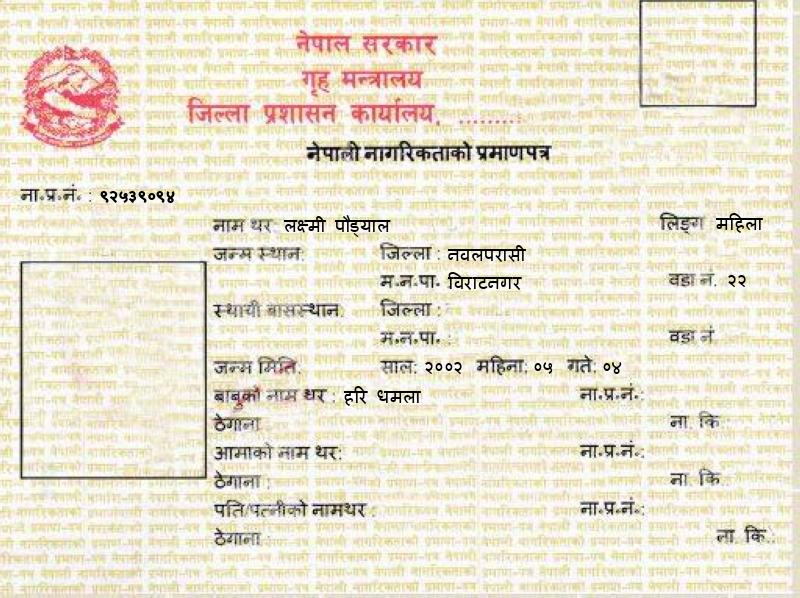 नेपाल सरकार
गृह मन्त्रालय
जिल्ला प्रशासन कार्यालय, .........
नेपाली नागरिकताको प्रमाणपत्र
ना.प्र.नं. : ९२५३९०९४
नाम थर: लक्ष्मी पौड्याल लिङ्ग महिला
जन्म स्थान: जिल्ला : नवलपरासी
म.न.पा. विराटनगर वडा नं. २२
स्थायी बासस्थान: जिल्ला :
म.न.पा. : वडा नं
जन्म मिति: साल: २००२ महिना: ०५ गते: ०४
बाबुको नाम थर : हरि धमला ना.प्र.नं.:
ठेगाना : ना. कि.:
आमाको नाम थर: ना.प्र.नं.:
ठेगाना : ना. कि
पति/पत्नीको नामथर : ना.प्र.नं.:
ठेगाना : ना. कि.: